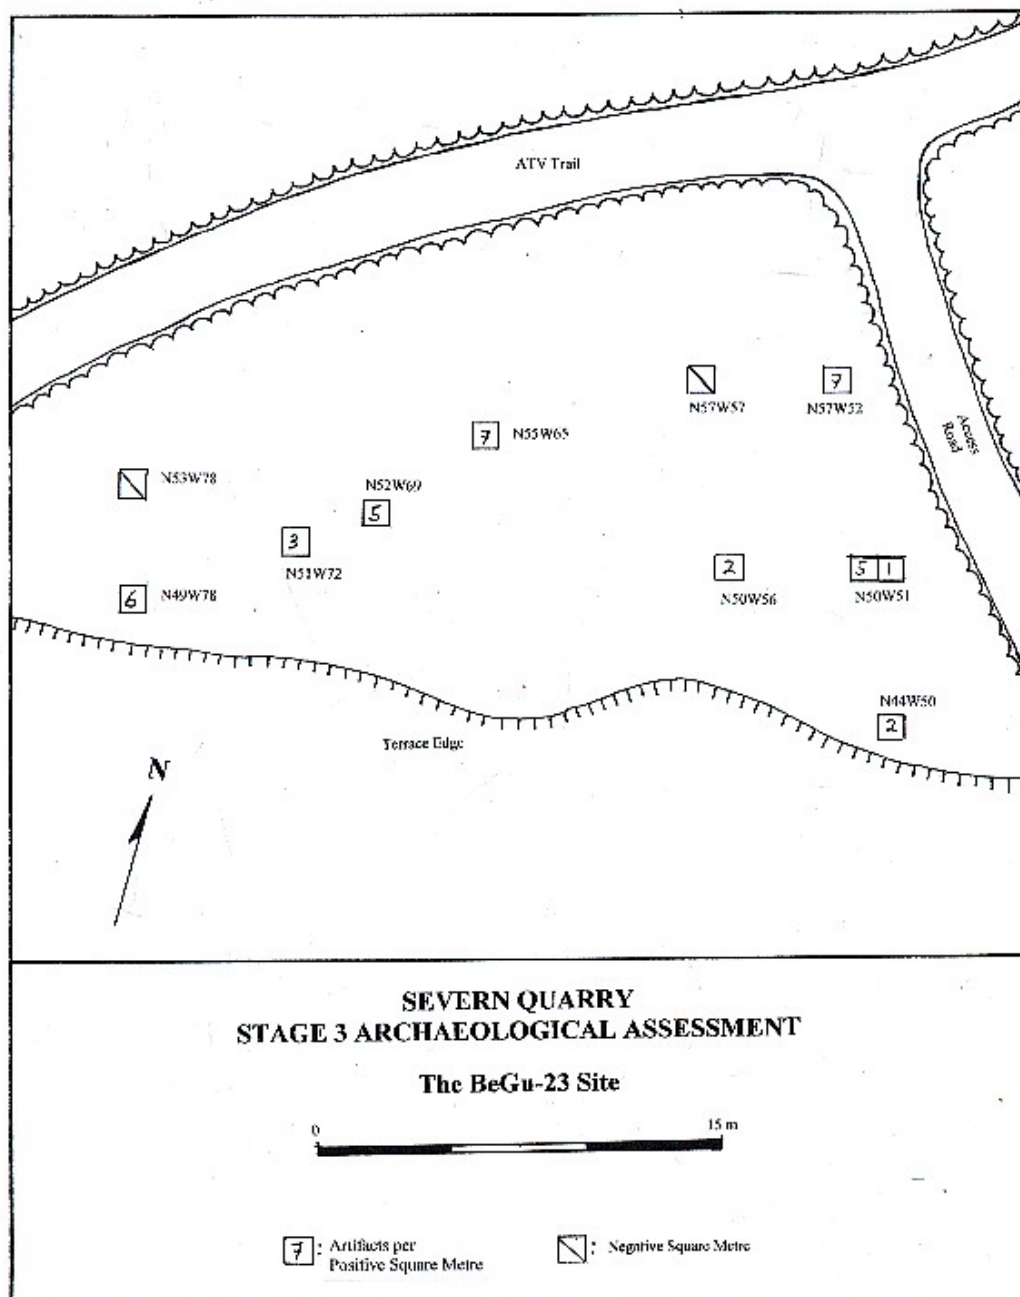 ATV Trail
N57W57
7
N57W52
Access
Road
7
N55W65
N53W78
N52W69
5
3
N51W72
6
N49W78
2
N50W56
5 1
N50W51
N44W50
2
Terrace Edge
N
SEVERN QUARRY
STAGE 3 ARCHAEOLOGICAL ASSESSMENT
The BeGu-23 Site
0 15 m
7 : Artifacts per
Positive Square Metre
: Negative Square Metre